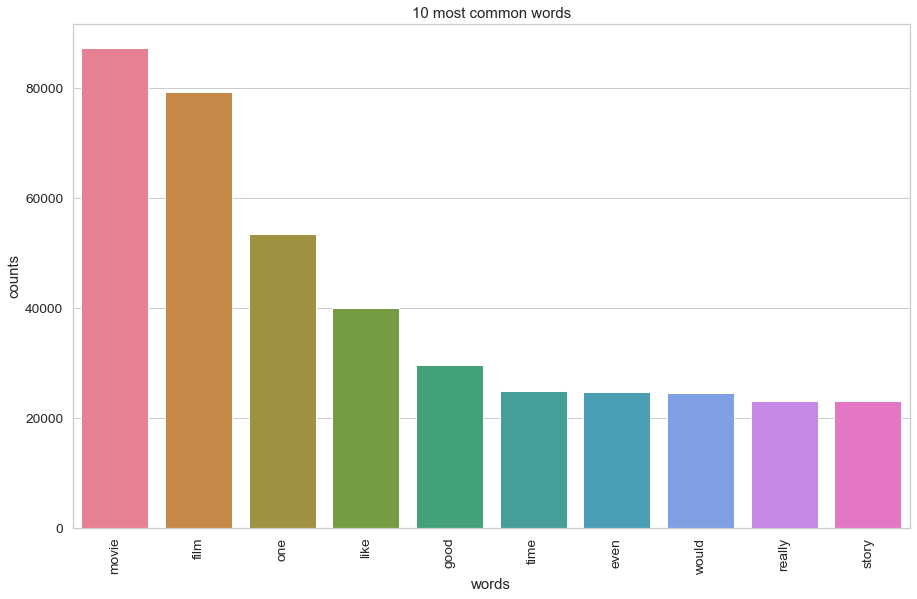 10 most common words
80000
60000
40000
20000
0
counts
movie
film
one
like
good
time
even
would
really
story
words